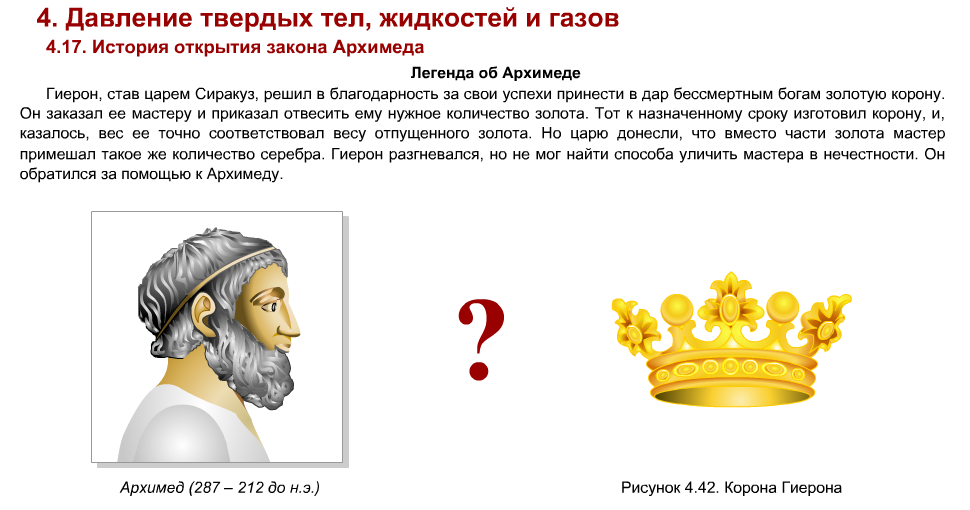 4. Давление твердых тел, жидкостей и газов
4.17. История открытия закона Архимеда
Легенда об Архимеде
Гиерон, став царем Сиракуз, решил в благодарность за свои успехи принести в дар бессмертным богам золотую корону.
Он заказал ее мастеру и приказал отвесить ему нужное количество золота. Тот к назначенному сроку изготовил корону, и,
казалось, вес ее точно соответствовал весу отпущенного золота. Но царю донесли, что вместо части золота мастер
примешал такое же количество серебра. Гиерон разгневался, но не мог найти способа уличить мастера в нечестности. Он
обратился за помощью к Архимеду.
?
Архимед (287 – 212 до н.э.)
Рисунок 4.42. Корона Гиерона